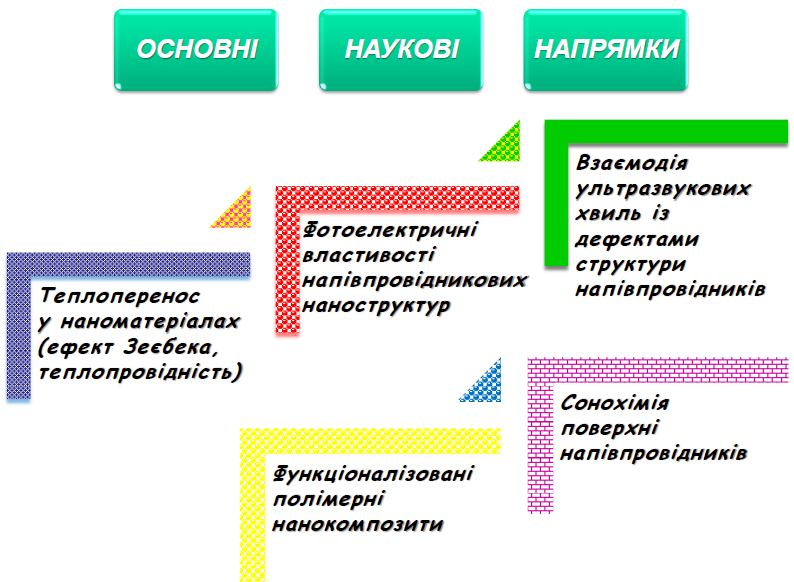 ОСНОВНІ НАУКОВІ НАПРЯМКИ
Взаємодія
ультразвукових
хвиль із
дефектами
структури
напівпровідників
Фотоелектричні
властивості
напівпровідникових
наноструктур
Теплоперенос
у наноматеріалах
(ефект Зеєбека,
теплопровідність)
Сонохімія
поверхні
напівпровідників
Функціоналізовані
полімерні
нанокомпозити